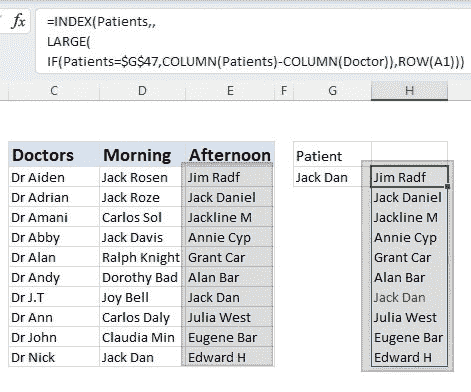 fx
=INDEX(Patients,,
LARGE(
IF(Patients=$G$47,COLUMN(Patients)-COLUMN(Doctor)),ROW(A1)))
C D E F G H
Doctors Morning Afternoon Patient
Dr Aiden Jack Rosen Jim Radf Jack Dan Jim Radf
Dr Adrian Jack Roze Jack Daniel Jack Daniel
Dr Amani Carlos Sol Jackline M Jackline M
Dr Abby Jack Davis Annie Cyp Annie Cyp
Dr Alan Ralph Knight Grant Car Grant Car
Dr Andy Dorothy Bad Alan Bar Alan Bar
Dr J.T Joy Bell Jack Dan Jack Dan
Dr Ann Carlos Daly Julia West Julia West
Dr John Claudia Min Eugene Bar Eugene Bar
Dr Nick Jack Dan Edward H Edward H